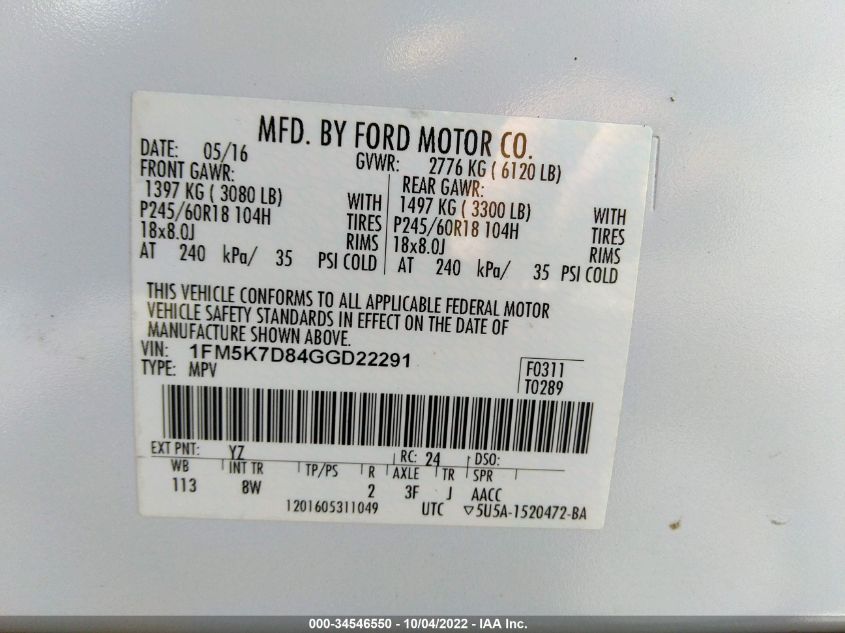 MFD. BY FORD MOTOR CO.
DATE: 05/16 GVWR: 2776 KG ( 6120 LB)
FRONT GAWR: REAR GAWR:
1397 KG ( 3080 LB) WITH 1497 KG ( 3300 LB) WITH
P245/60R18 104H TIRES P245/60R18 104H TIRES
18x8.0J RIMS 18x8.0J RIMS
AT 240 kPa/ 35 PSI COLD AT 240 kPa/ 35 PSI COLD
THIS VEHICLE CONFORMS TO ALL APPLICABLE FEDERAL MOTOR
VEHICLE SAFETY STANDARDS IN EFFECT ON THE DATE OF
MANUFACTURE SHOWN ABOVE.
VIN: 1FM5K7D84GGD22291 F0311
TYPE: MPV T0289
EXT PNT: YZ RC: 24 DSO:
WB INT TR TP/PS R AXLE TR SPR
113 8W 2 3F J AACC
1201605311049 UTC ▽5U5A-1520472-BA
000-34546550 - 10/04/2022 - IAA Inc.